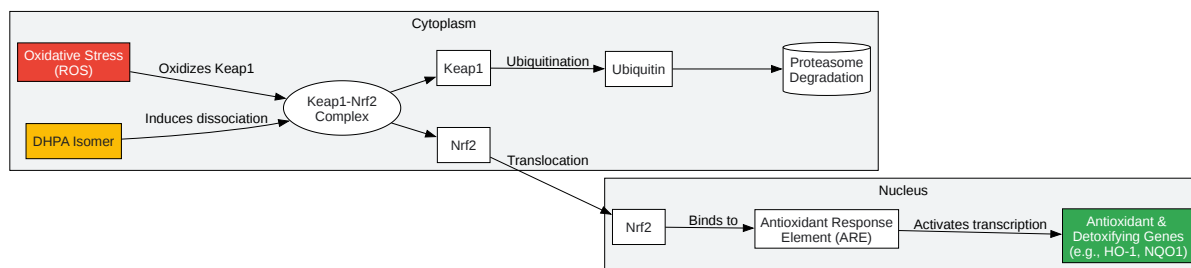 Cytoplasm
Oxidative Stress
(ROS)
Oxidizes Keap1
Keap1
Ubiquitination
Ubiquitin
Proteasome
Degradation
Keap1-Nrf2
Complex
Induces dissociation
DHPA Isomer
Nrf2
Translocation
Nucleus
Nrf2
Binds to
Antioxidant Response
Element (ARE)
Activates transcription
Antioxidant &
Detoxifying Genes
(e.g., HO-1, NQO1)